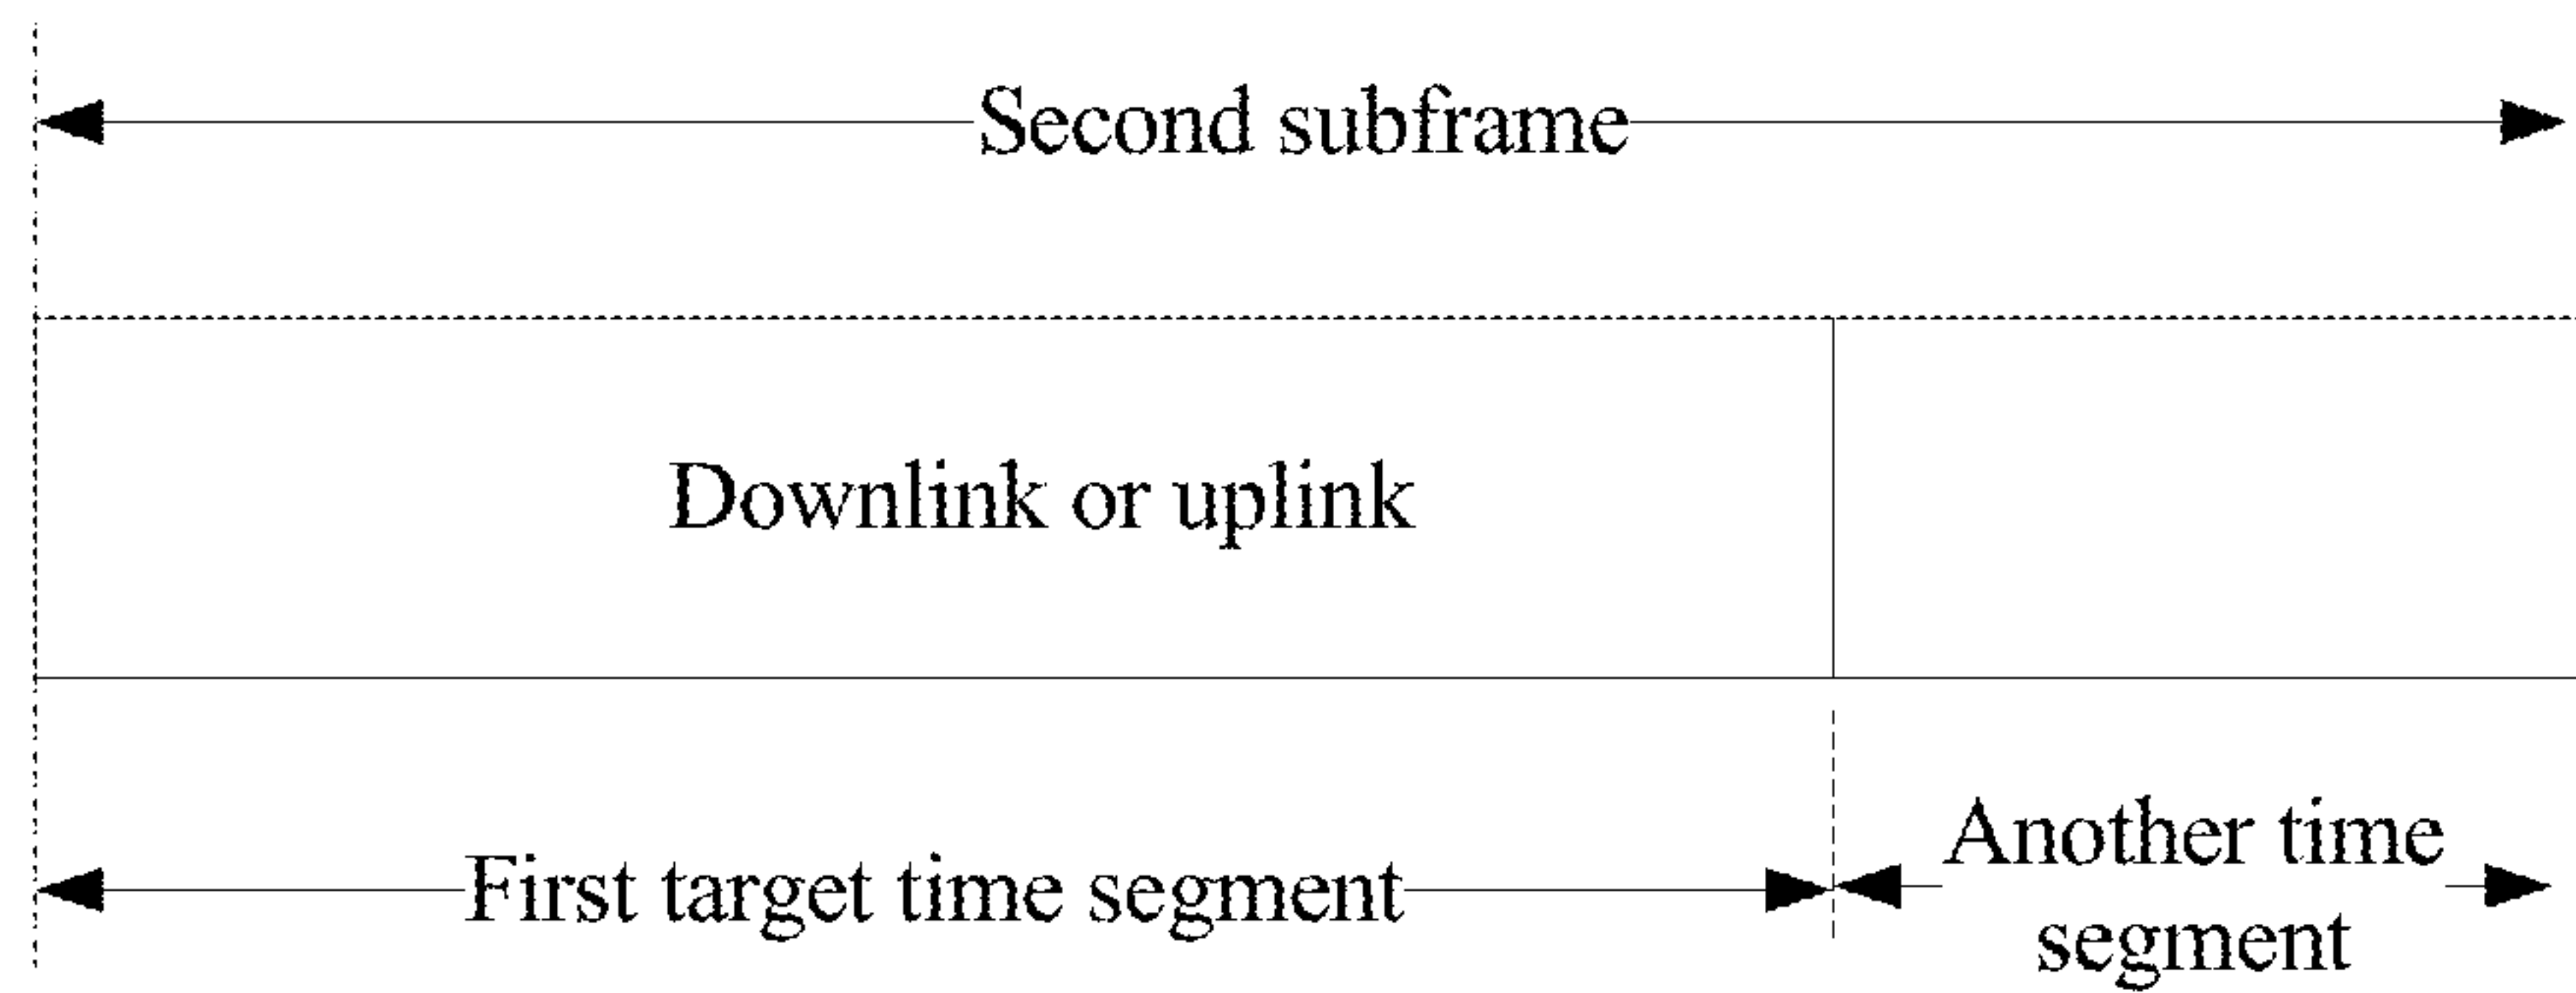 Second subframe
Downlink or uplink
First target time segment
Another time
segment